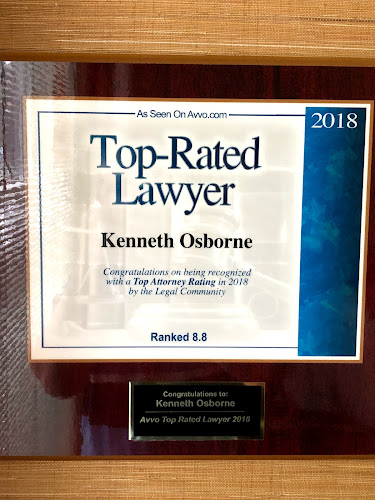 As Seen On Avvo.com
2018
Top-Rated
Lawyer
Kenneth Osborne
Congratulations on being recognized
with a Top Attorney Rating in 2018
by the Legal Community
Ranked 8.8
Congratulations to:
Kenneth Osborne
Avvo Top Rated Lawyer 2018